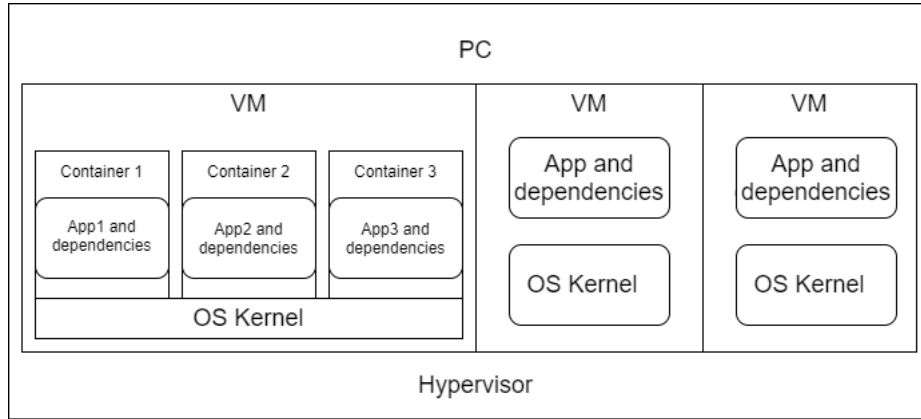 PC
VM
Container 1
App1 and
dependencies
Container 2
App2 and
dependencies
Container 3
App3 and
dependencies
OS Kernel
VM
App and
dependencies
OS Kernel
VM
App and
dependencies
OS Kernel
Hypervisor